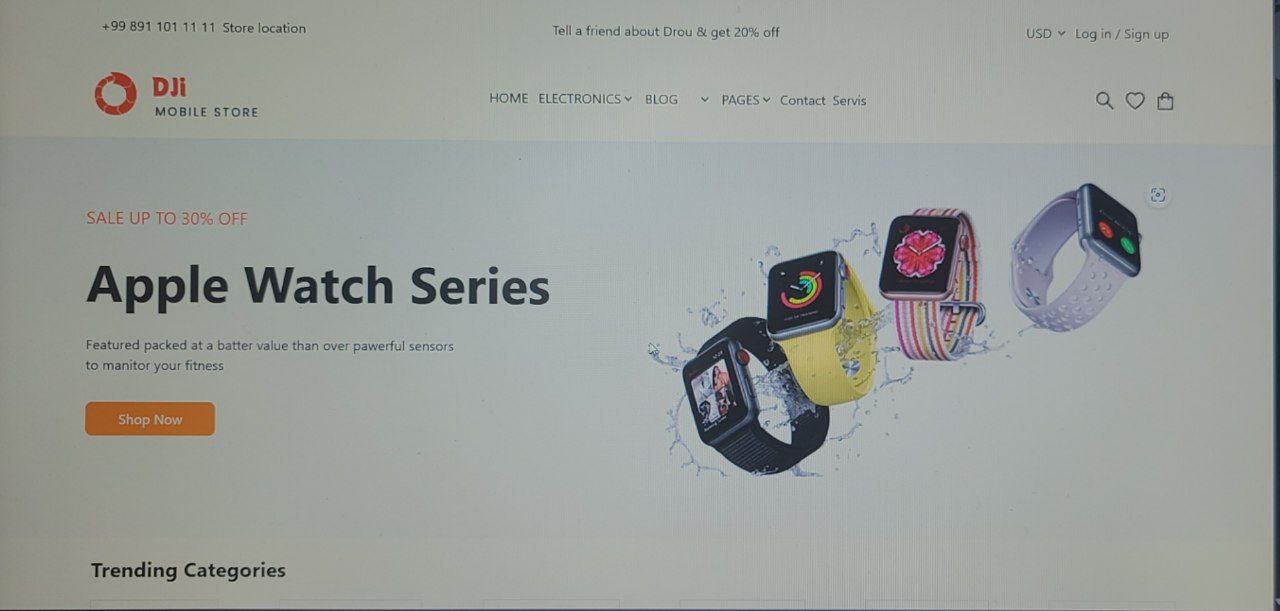 +99 891 101 11 11 Store location
Tell a friend about Drou & get 20% off
USD Log in / Sign up
DJi
MOBILE STORE
HOME ELECTRONICS BLOG PAGES Contact Servis
SALE UP TO 30% OFF
Apple Watch Series
Featured packed at a batter value than over pawerful sensors
to manitor your fitness
Shop Now
Trending Categories